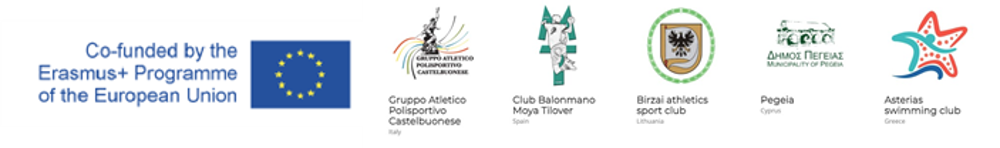 Co-funded by the
Erasmus+ Programme
of the European Union
GRUPPO ATLETICO
POLISPORTIVO
CASTELBUONESE
Gruppo Atletico
Polisportivo
Castelbuonese
Italy
Club Balonmano
Moya Tilover
Spain
Birzai athletics
sport club
Lithuania
ΔΗΜΟΣ ΠΕΓΕΙΑΣ
MUNICIPALITY OF PEGEIA
Pegeia
Cyprus
Asterias
swimming club
Greece